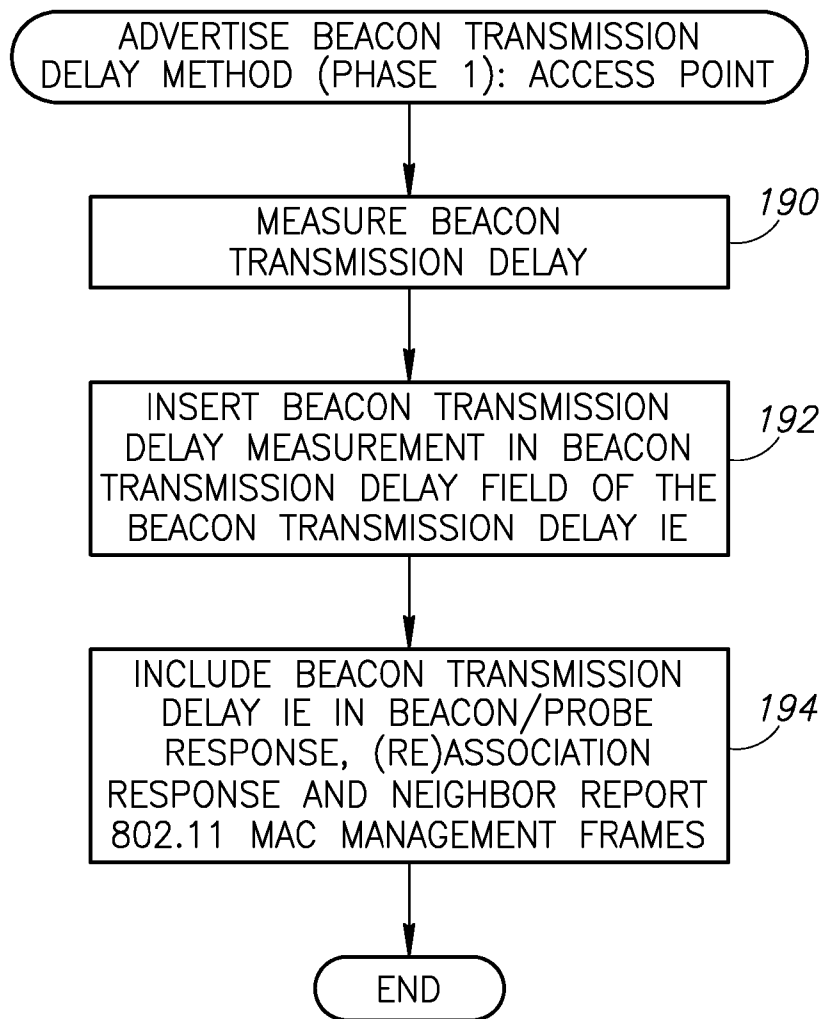 ADVERTISE BEACON TRANSMISSION
DELAY METHOD (PHASE 1): ACCESS POINT
MEASURE BEACON
TRANSMISSION DELAY
190
INSERT BEACON TRANSMISSION
DELAY MEASUREMENT IN BEACON
TRANSMISSION DELAY FIELD OF THE
BEACON TRANSMISSION DELAY IE
192
INCLUDE BEACON TRANSMISSION
DELAY IE IN BEACON/PROBE
RESPONSE, (RE)ASSOCIATION
RESPONSE AND NEIGHBOR REPORT
802.11 MAC MANAGEMENT FRAMES
194
END